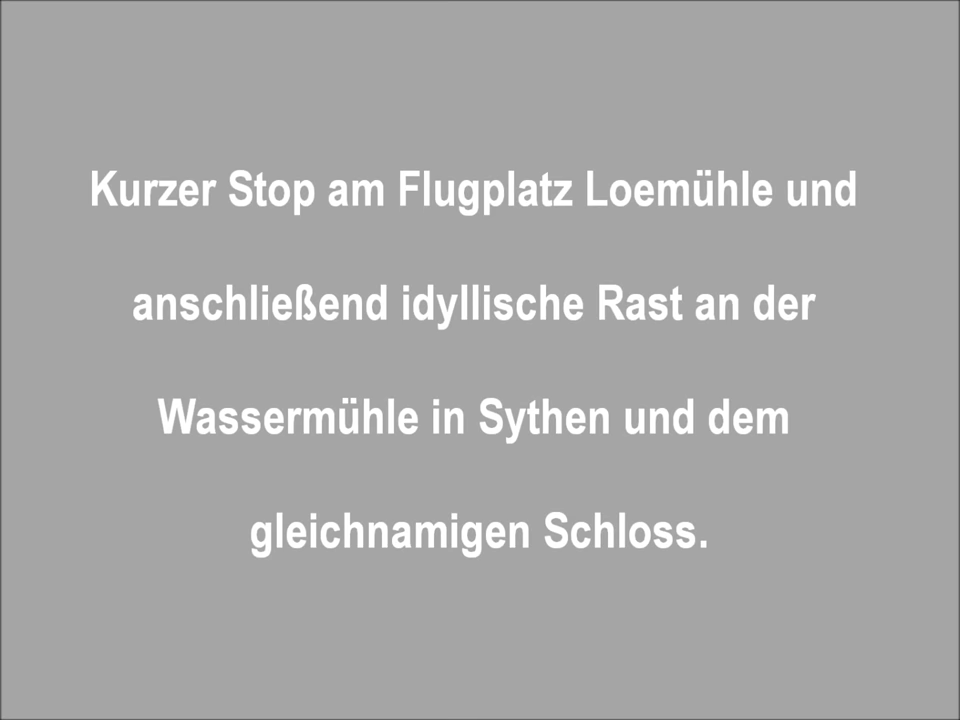 Kurzer Stop am Flugplatz Loemühle und
anschließend idyllische Rast an der
Wassermühle in Sythen und dem
gleichnamigen Schloss.